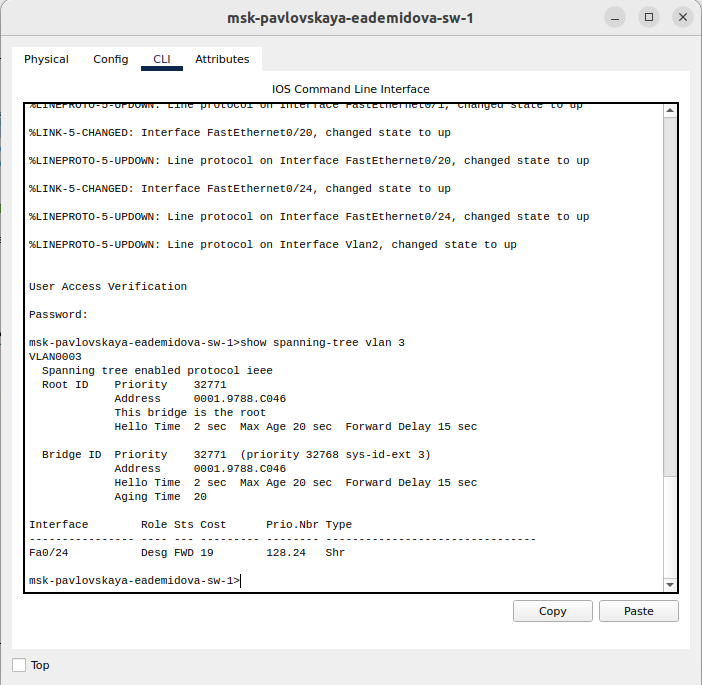 msk-pavlovskaya-eademidova-sw-1
Physical Config CLI Attributes
IOS Command Line Interface
%LINEPROTO-5-UPDOWN: Line protocol on Interface FastEthernet0/1, changed state to up
%LINK-5-CHANGED: Interface FastEthernet0/20, changed state to up
%LINEPROTO-5-UPDOWN: Line protocol on Interface FastEthernet0/20, changed state to up
%LINK-5-CHANGED: Interface FastEthernet0/24, changed state to up
%LINEPROTO-5-UPDOWN: Line protocol on Interface FastEthernet0/24, changed state to up
%LINEPROTO-5-UPDOWN: Line protocol on Interface Vlan2, changed state to up
User Access Verification
Password:
msk-pavlovskaya-eademidova-sw-1>show spanning-tree vlan 3
VLAN0003
  Spanning tree enabled protocol ieee
  Root ID    Priority    32771
             Address     0001.9788.C046
             This bridge is the root
             Hello Time  2 sec  Max Age 20 sec  Forward Delay 15 sec
  Bridge ID  Priority    32771  (priority 32768 sys-id-ext 3)
             Address     0001.9788.C046
             Hello Time  2 sec  Max Age 20 sec  Forward Delay 15 sec
             Aging Time  20
Interface        Role Sts Cost      Prio.Nbr Type
---------------- ---- --- --------- -------- --------------------------------
Fa0/24           Desg FWD 19        128.24   Shr
msk-pavlovskaya-eademidova-sw-1>
Copy Paste
Top